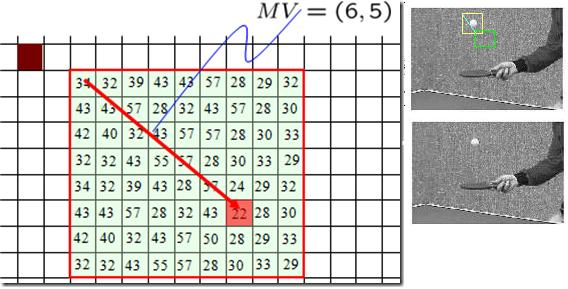 MV = (6,5)
34 32 39 43 43 57 28 29 32
43 43 57 28 32 43 57 28 30
42 40 32 43 57 57 28 30 33
32 32 43 55 57 28 30 33 29
34 32 39 43 28 57 24 29 32
43 43 57 28 32 43 22 28 30
42 40 32 43 57 50 28 29 33
32 32 43 55 57 28 30 33 29